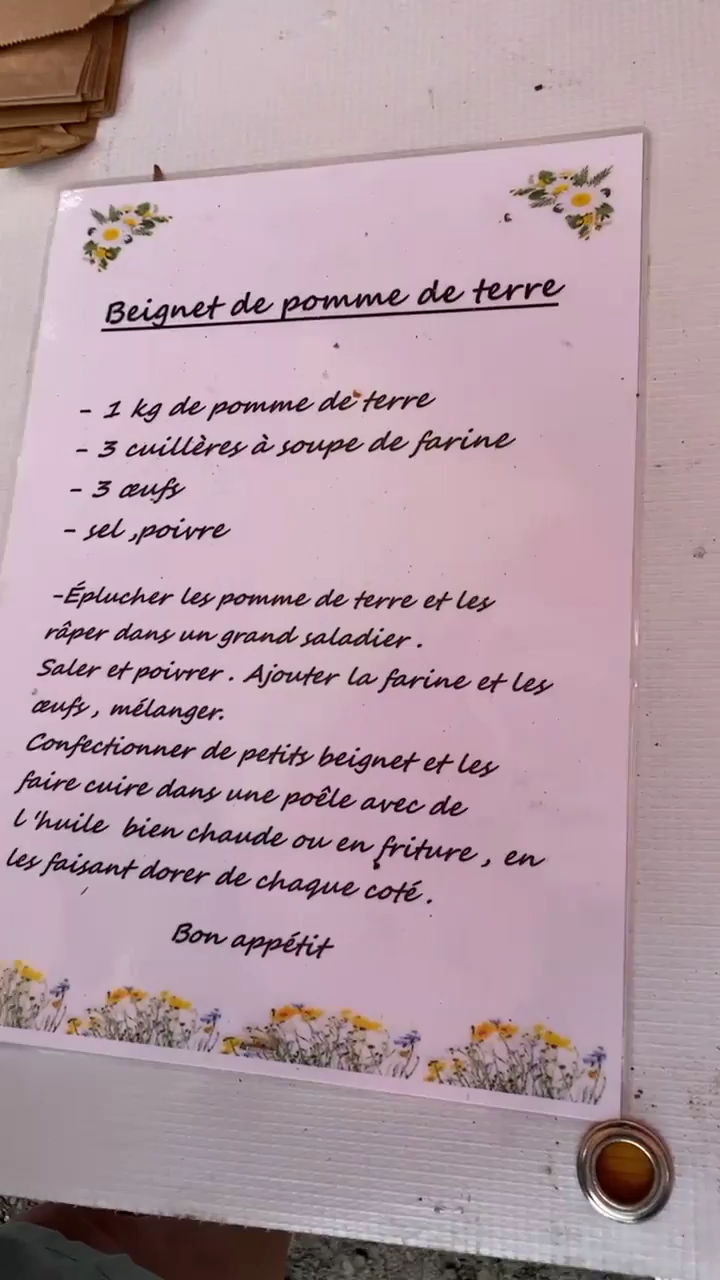 Beignet de pomme de terre
- 1 kg de pomme de terre
- 3 cuillères à soupe de farine
- 3 œufs
- sel ,poivre
-Éplucher les pomme de terre et les
râper dans un grand saladier .
Saler et poivrer . Ajouter la farine et les
œufs , mélanger.
Confectionner de petits beignet et les
faire cuire dans une poêle avec de
l'huile bien chaude ou en friture , en
les faisant dorer de chaque coté .
Bon appétit